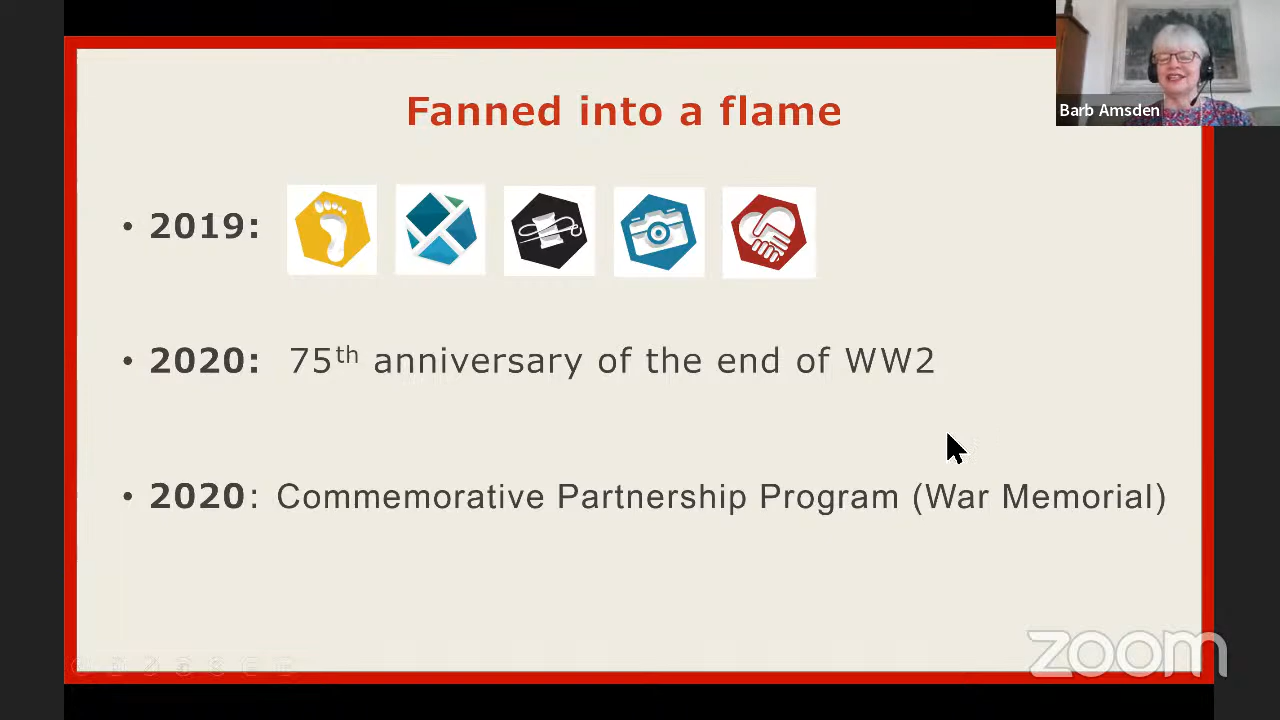 Fanned into a flame
Barb Amsden
• 2019:
• 2020: 75th anniversary of the end of WW2
• 2020: Commemorative Partnership Program (War Memorial)
zoom